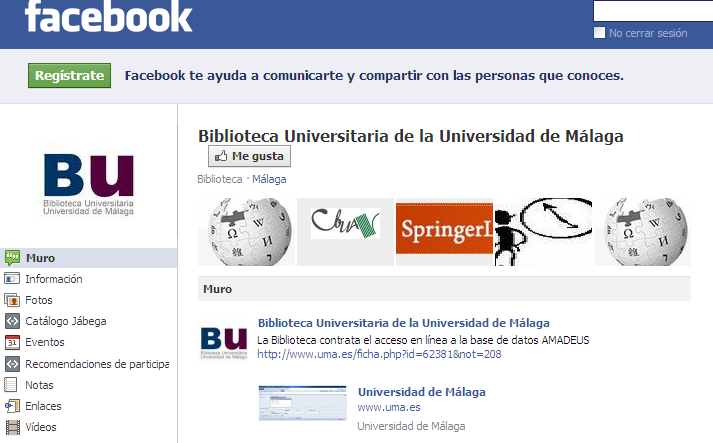 facebook
No cerrar sesión
Regístrate
Facebook te ayuda a comunicarte y compartir con las personas que conoces.
BU
Biblioteca Universitaria
Universidad de Málaga
Biblioteca Universitaria de la Universidad de Málaga
Me gusta
Biblioteca · Málaga
Ω W И
CBUA
SpringerL
Ω W И
Muro
Información
Fotos
Catálogo Jábega
Eventos
Recomendaciones de participa
Notas
Enlaces
Vídeos
Muro
BU
Biblioteca Universitaria
Universidad de Málaga
Biblioteca Universitaria de la Universidad de Málaga
La Biblioteca contrata el acceso en línea a la base de datos AMADEUS
http://www.uma.es/ficha.php?id=62381&not=208
Universidad de Málaga
www.uma.es
Universidad de Málaga